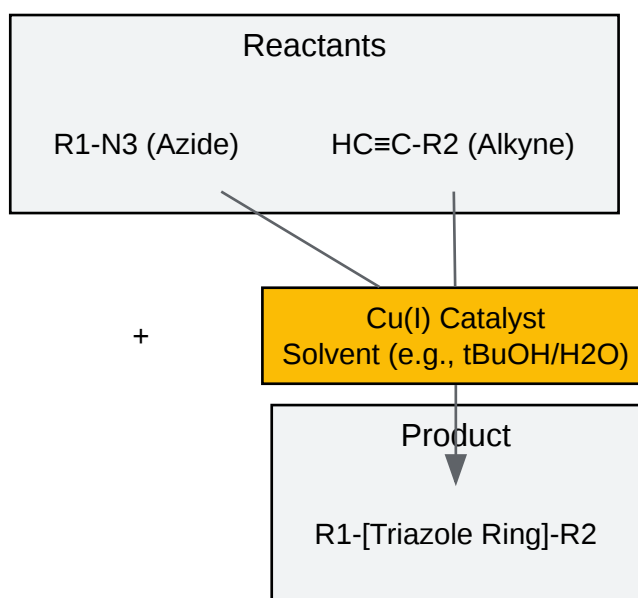 Reactants
R1-N3 (Azide)
HC≡C-R2 (Alkyne)
+
Cu(I) Catalyst
Solvent (e.g., tBuOH/H2O)
Product
R1-[Triazole Ring]-R2